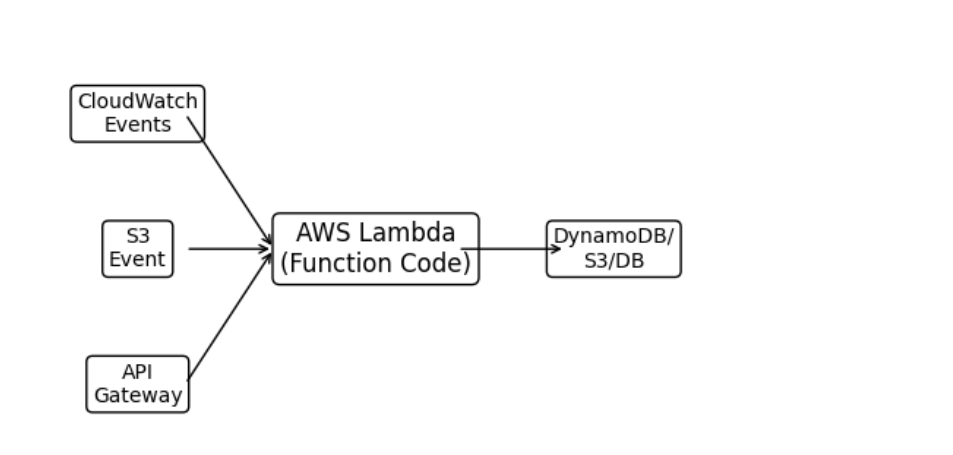 CloudWatch
Events
S3
Event
AWS Lambda
(Function Code)
DynamoDB/
S3/DB
API
Gateway